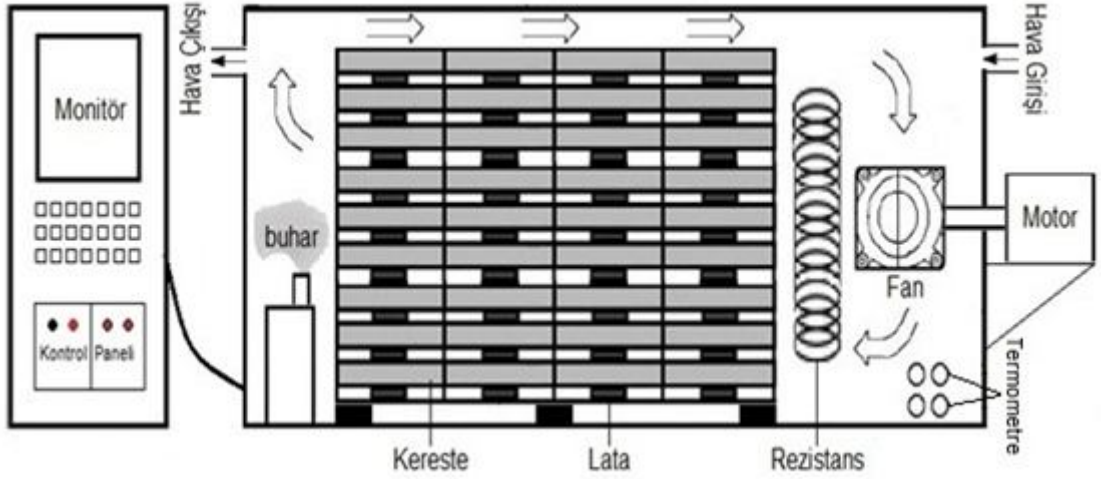 Monitör
Kontrol Paneli
Hava Çıkışı
buhar
Hava Girişi
Motor
Fan
Termometre
Kereste
Lata
Rezistans